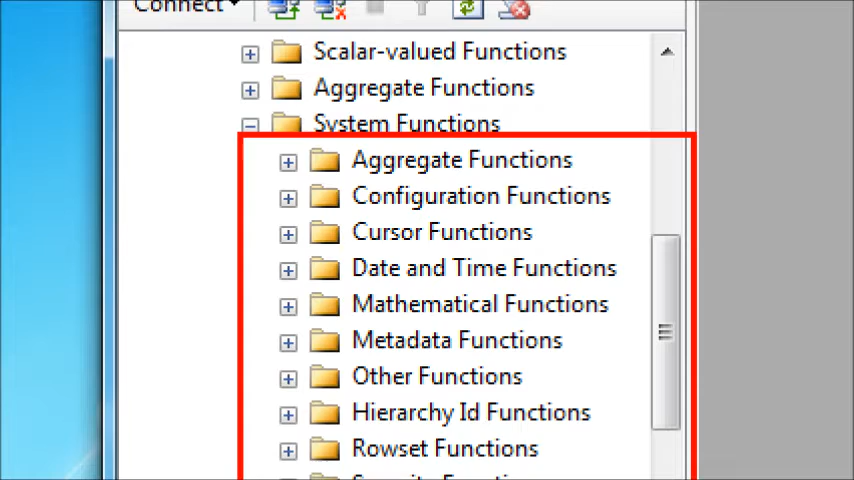 Connect
Scalar-valued Functions
Aggregate Functions
System Functions
Aggregate Functions
Configuration Functions
Cursor Functions
Date and Time Functions
Mathematical Functions
Metadata Functions
Other Functions
Hierarchy Id Functions
Rowset Functions